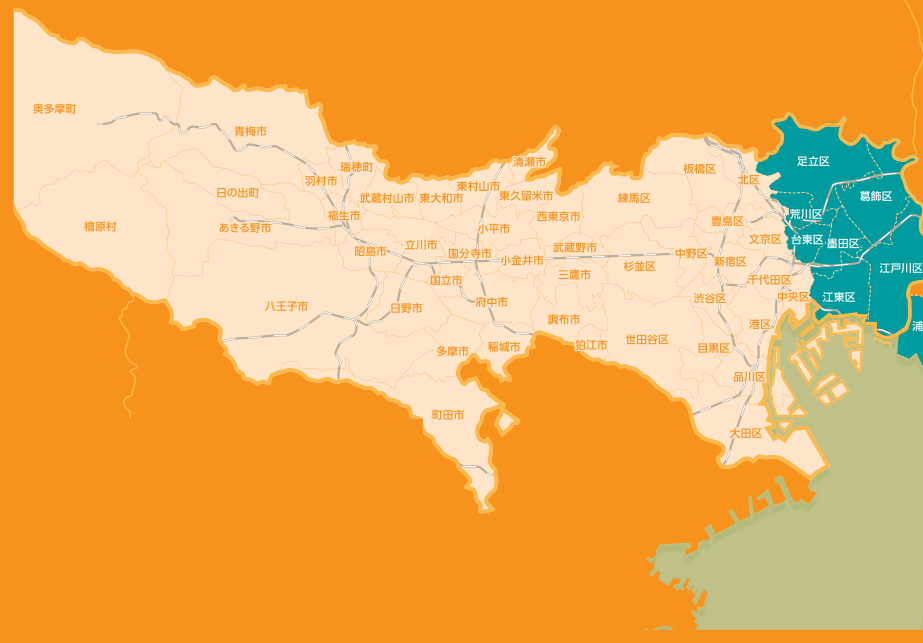 奥多摩町
青梅市
瑞穂町
羽村市
日の出町
武蔵村山市
東大和市
東村山市
清瀬市
東久留米市
練馬区
板橋区
北区
足立区
葛飾区
檜原村
あきる野市
福生市
小平市
西東京市
豊島区
荒川区
文京区
台東区
墨田区
昭島市
立川市
国分寺市
小金井市
武蔵野市
杉並区
中野区
新宿区
千代田区
江戸川区
国立市
三鷹市
八王子市
日野市
府中市
渋谷区
中央区
江東区
調布市
港区
浦
多摩市
稲城市
狛江市
世田谷区
目黒区
品川区
町田市
大田区